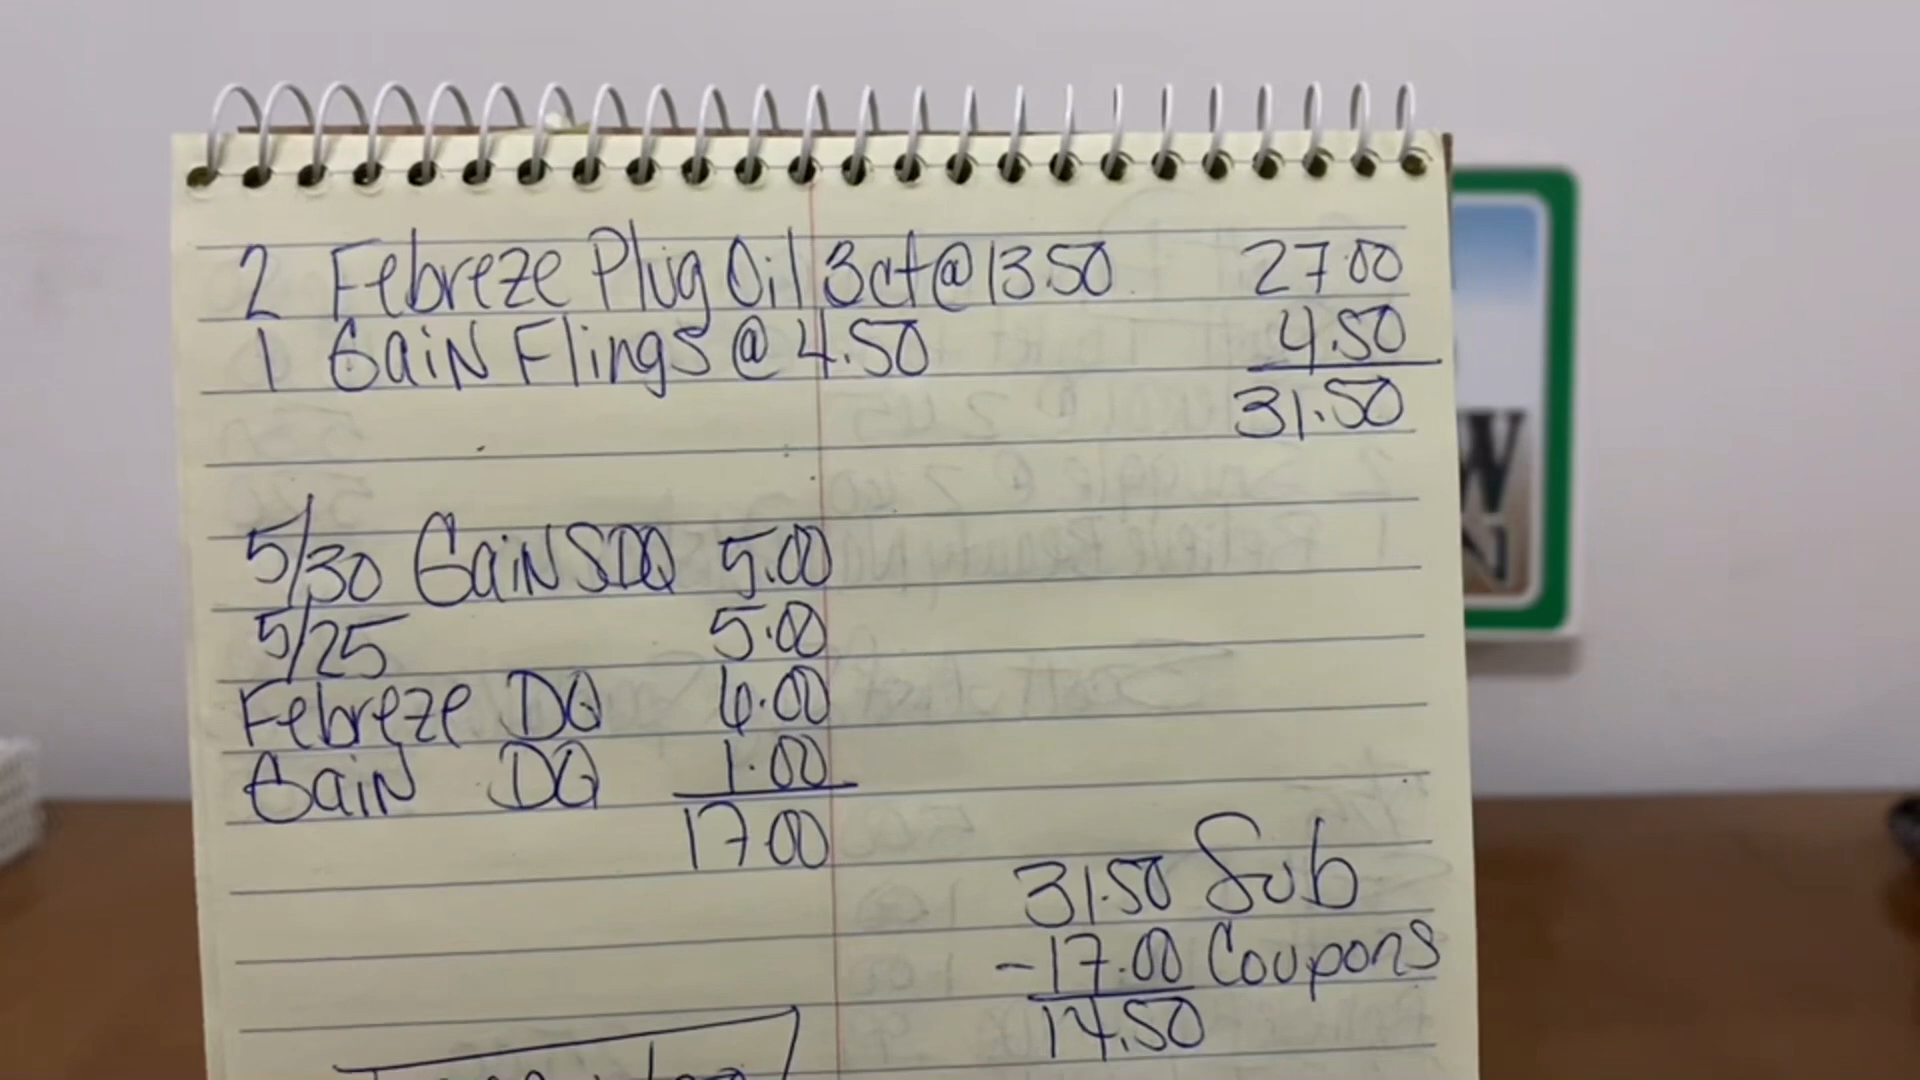 2 Febreze Plug Oil 3ct @ 13.50 27.00
1 Gain Flings @ 4.50 4.50
31.50
5/30 Gain SDQ 5.00
5/25 5.00
Febreze DQ 6.00
Gain DQ 1.00
17.00
31.50 Sub
-17.00 Coupons
14.50
W
N